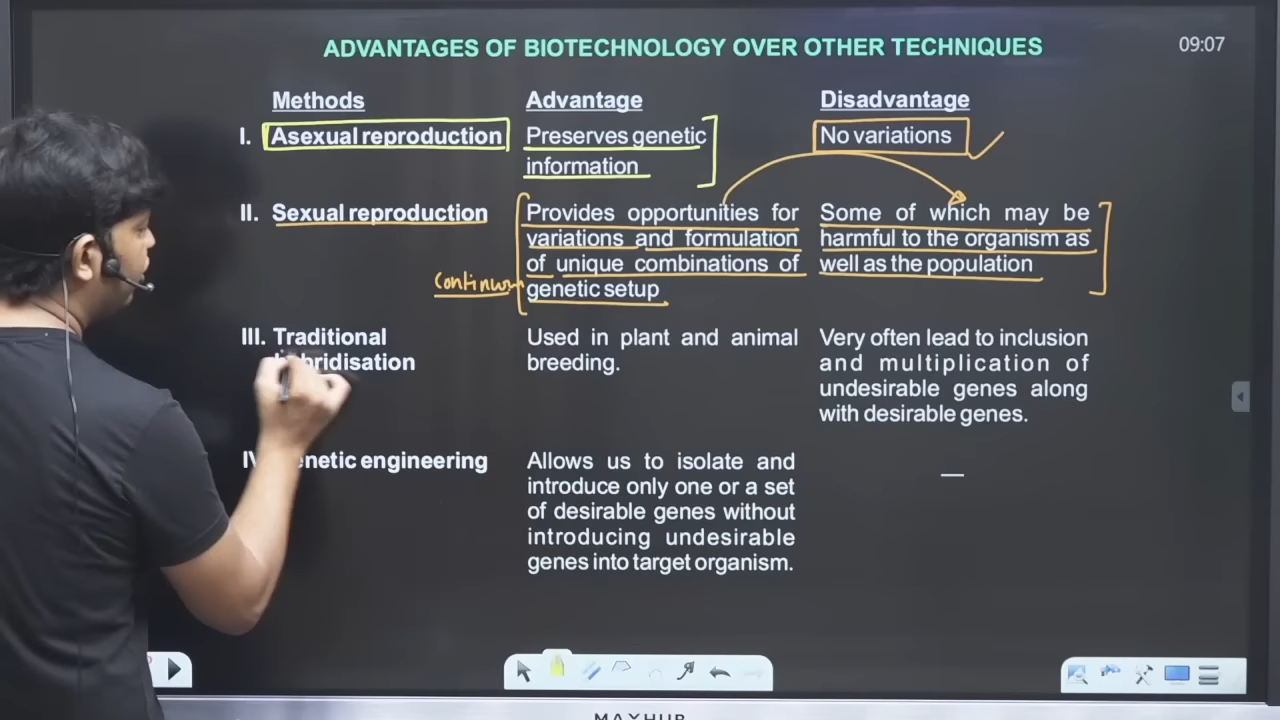 ADVANTAGES OF BIOTECHNOLOGY OVER OTHER TECHNIQUES
09:07
Methods Advantage Disadvantage
I. Asexual reproduction Preserves genetic No variations
information
II. Sexual reproduction Provides opportunities for Some of which may be
variations and formulation harmful to the organism as
of unique combinations of well as the population
genetic setup
III. Traditional Used in plant and animal Very often lead to inclusion
breeding. and multiplication of
undesirable genes along
with desirable genes.
engineering Allows us to isolate and —
introduce only one or a set
of desirable genes without
introducing undesirable
genes into target organism.